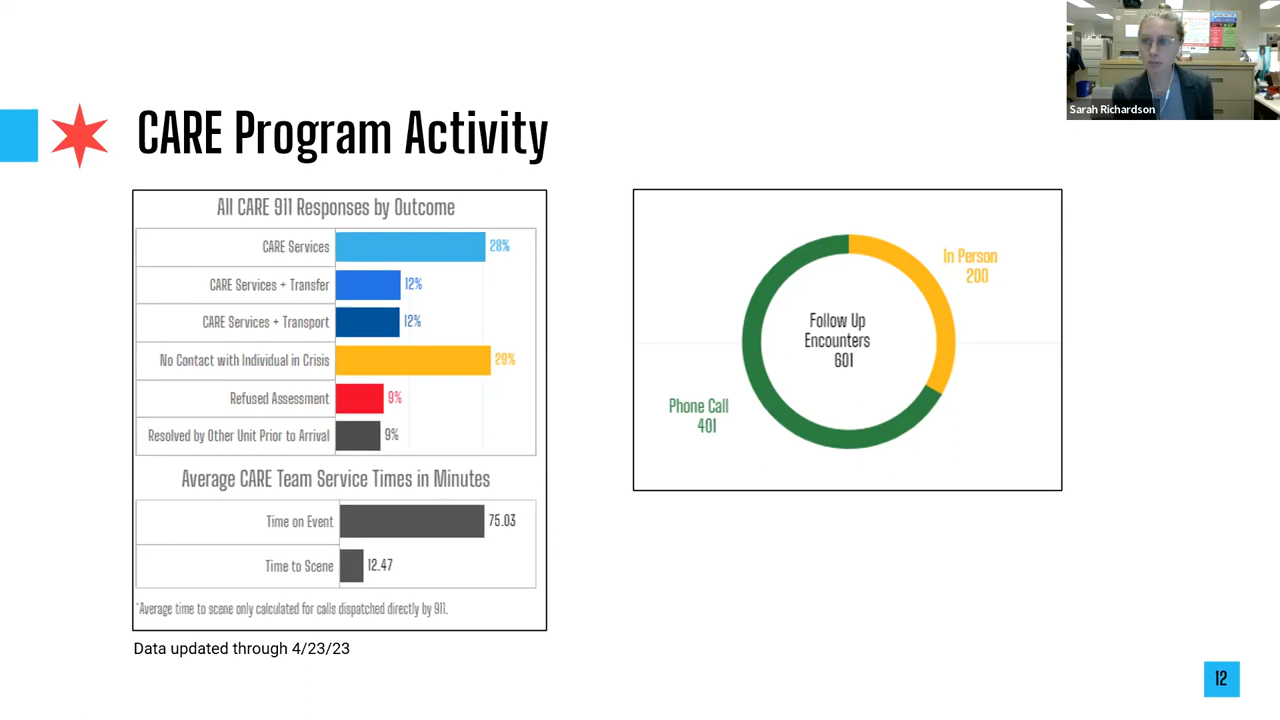 Sarah Richardson
CARE Program Activity
All CARE 911 Responses by Outcome
CARE Services 28%
CARE Services + Transfer 12%
CARE Services + Transport 12%
No Contact with Individual in Crisis 29%
Refused Assessment 9%
Resolved by Other Unit Prior to Arrival 9%
Average CARE Team Service Times in Minutes
Time on Event 75.03
Time to Scene 12.47
*Average time to scene only calculated for calls dispatched directly by 911.
Data updated through 4/23/23
In Person
200
Follow Up
Encounters
601
Phone Call
401
12